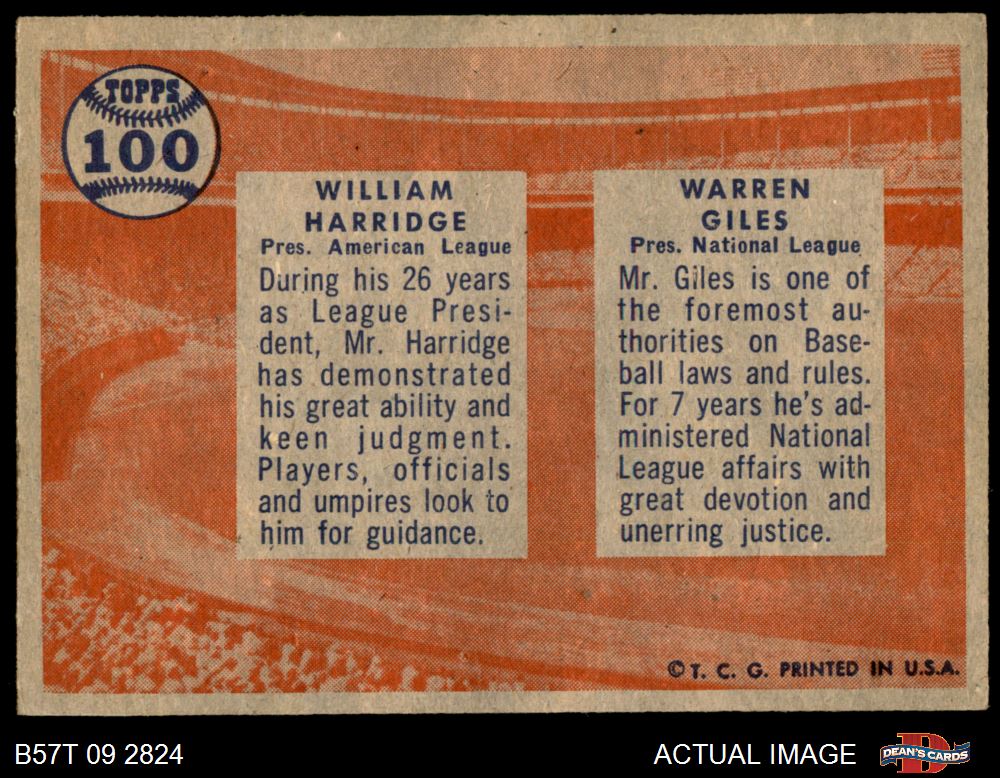 TOPPS
100
WILLIAM
HARRIDGE
Pres. American League
During his 26 years
as League Presi-
dent, Mr. Harridge
has demonstrated
his great ability and
keen judgment.
Players, officials
and umpires look to
him for guidance.
WARREN
GILES
Pres. National League
Mr. Giles is one of
the foremost au-
thorities on Base-
ball laws and rules.
For 7 years he's ad-
ministered National
League affairs with
great devotion and
unerring justice.
©T. C. G. PRINTED IN U.S.A.
B57T 09 2824
ACTUAL IMAGE
DEAN'S CARDS